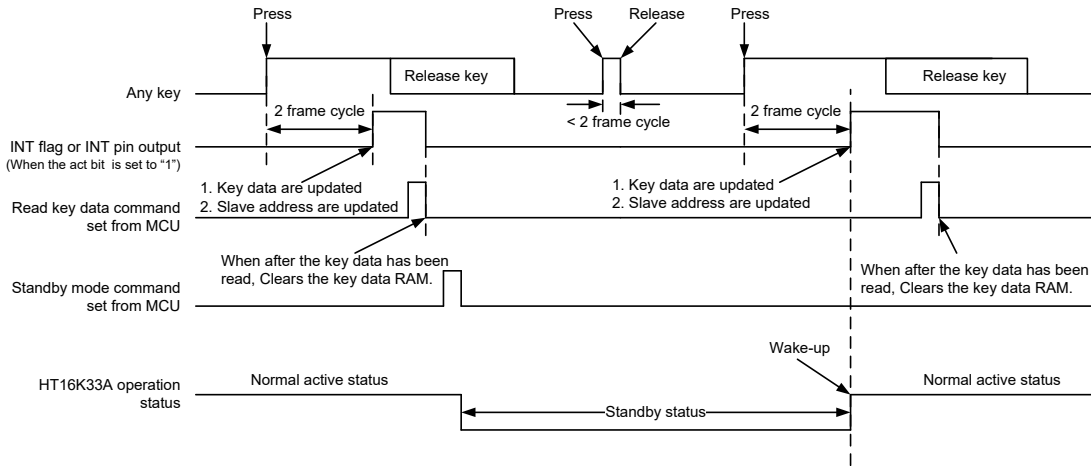 Press
Press
Release
Press
Any key
Release key
Release key
2 frame cycle
< 2 frame cycle
2 frame cycle
INT flag or INT pin output
(When the act bit is set to “1”)
1. Key data are updated
2. Slave address are updated
1. Key data are updated
2. Slave address are updated
Read key data command
set from MCU
When after the key data has been
read, Clears the key data RAM.
When after the key data has been
read, Clears the key data RAM.
Standby mode command
set from MCU
Wake-up
HT16K33A operation
status
Normal active status
Standby status
Normal active status